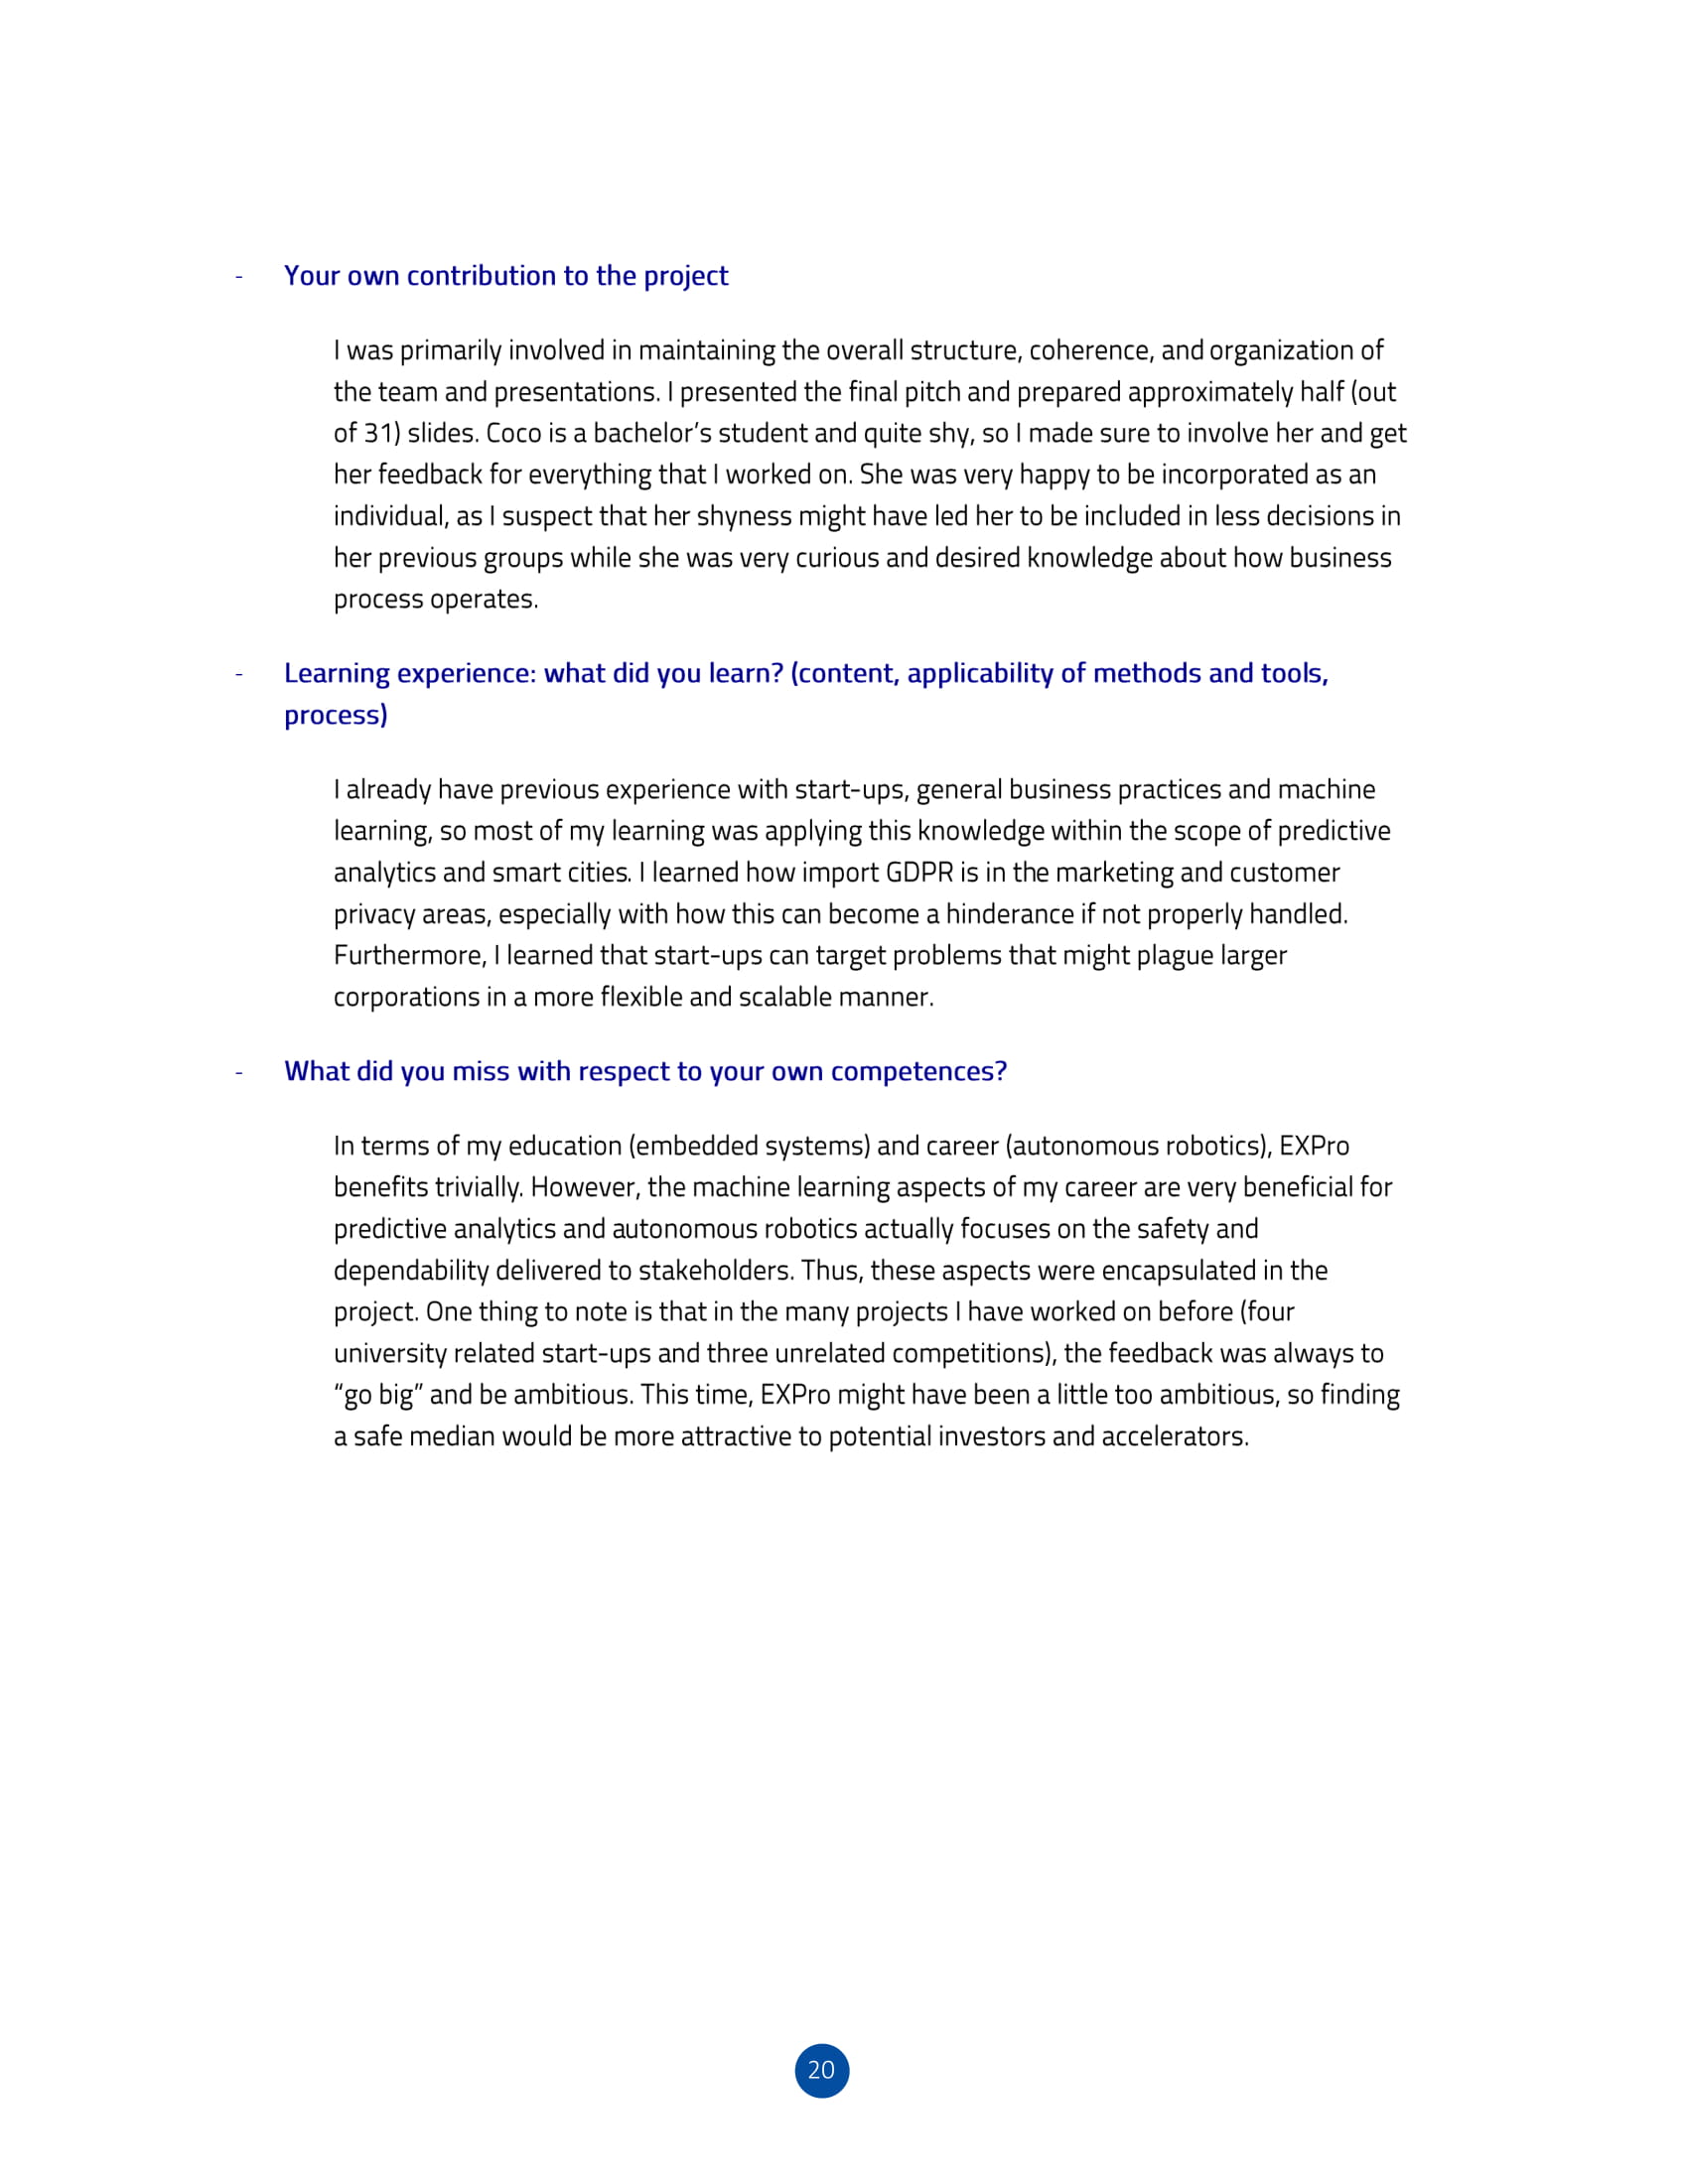 - Your own contribution to the project
I was primarily involved in maintaining the overall structure, coherence, and organization of
the team and presentations. I presented the final pitch and prepared approximately half (out
of 31) slides. Coco is a bachelor’s student and quite shy, so I made sure to involve her and get
her feedback for everything that I worked on. She was very happy to be incorporated as an
individual, as I suspect that her shyness might have led her to be included in less decisions in
her previous groups while she was very curious and desired knowledge about how business
process operates.
- Learning experience: what did you learn? (content, applicability of methods and tools,
process)
I already have previous experience with start-ups, general business practices and machine
learning, so most of my learning was applying this knowledge within the scope of predictive
analytics and smart cities. I learned how import GDPR is in the marketing and customer
privacy areas, especially with how this can become a hinderance if not properly handled.
Furthermore, I learned that start-ups can target problems that might plague larger
corporations in a more flexible and scalable manner.
- What did you miss with respect to your own competences?
In terms of my education (embedded systems) and career (autonomous robotics), EXPro
benefits trivially. However, the machine learning aspects of my career are very beneficial for
predictive analytics and autonomous robotics actually focuses on the safety and
dependability delivered to stakeholders. Thus, these aspects were encapsulated in the
project. One thing to note is that in the many projects I have worked on before (four
university related start-ups and three unrelated competitions), the feedback was always to
“go big” and be ambitious. This time, EXPro might have been a little too ambitious, so finding
a safe median would be more attractive to potential investors and accelerators.
20